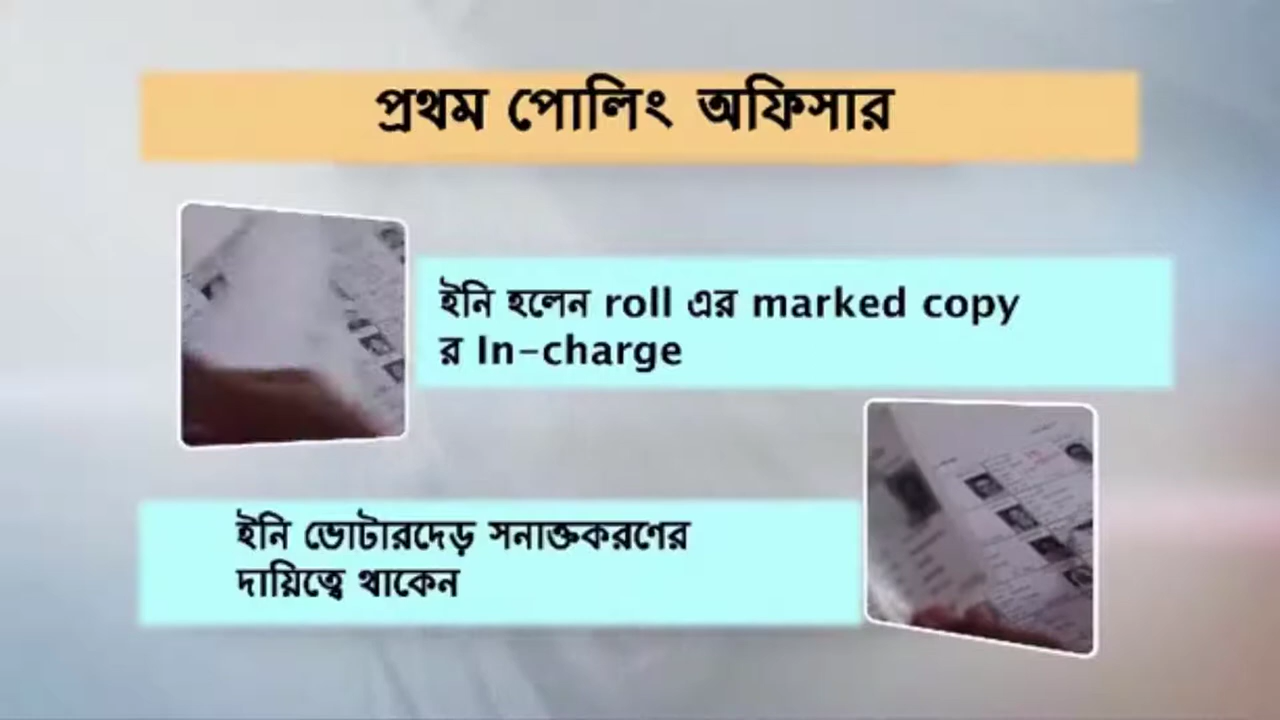 প্রথম পোলিং অফিসার
ইনি হলেন roll এর marked copy
র In-charge
ইনি ভোটারদেড় সনাক্তকরণের
দায়িত্বে থাকেন